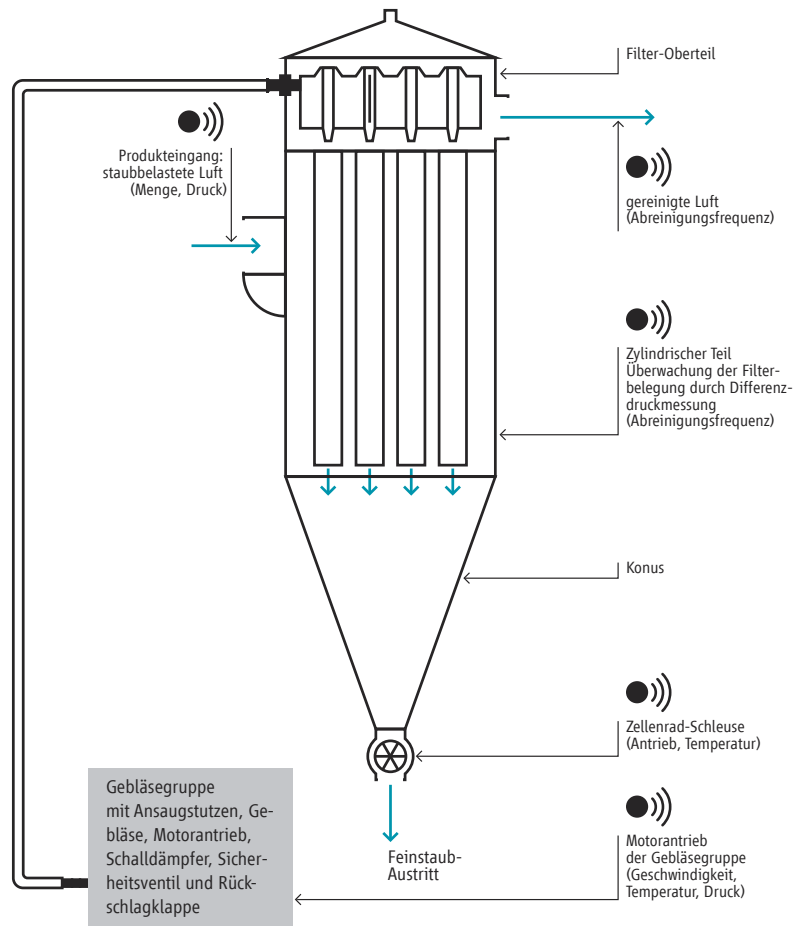 Filter-Oberteil
Produkteingang:
staubbelastete Luft
(Menge, Druck)
gereinigte Luft
(Abreinigungsfrequenz)
Zylindrischer Teil
Überwachung der Filter-
belegung durch Differenz-
druckmessung
(Abreinigungsfrequenz)
Konus
Zellenrad-Schleuse
(Antrieb, Temperatur)
Gebläsegruppe
mit Ansaugstutzen, Ge-
bläse, Motorantrieb,
Schalldämpfer, Sicher-
heitsventil und Rück-
schlagklappe
Feinstaub-
Austritt
Motorantrieb
der Gebläsegruppe
(Geschwindigkeit,
Temperatur, Druck)